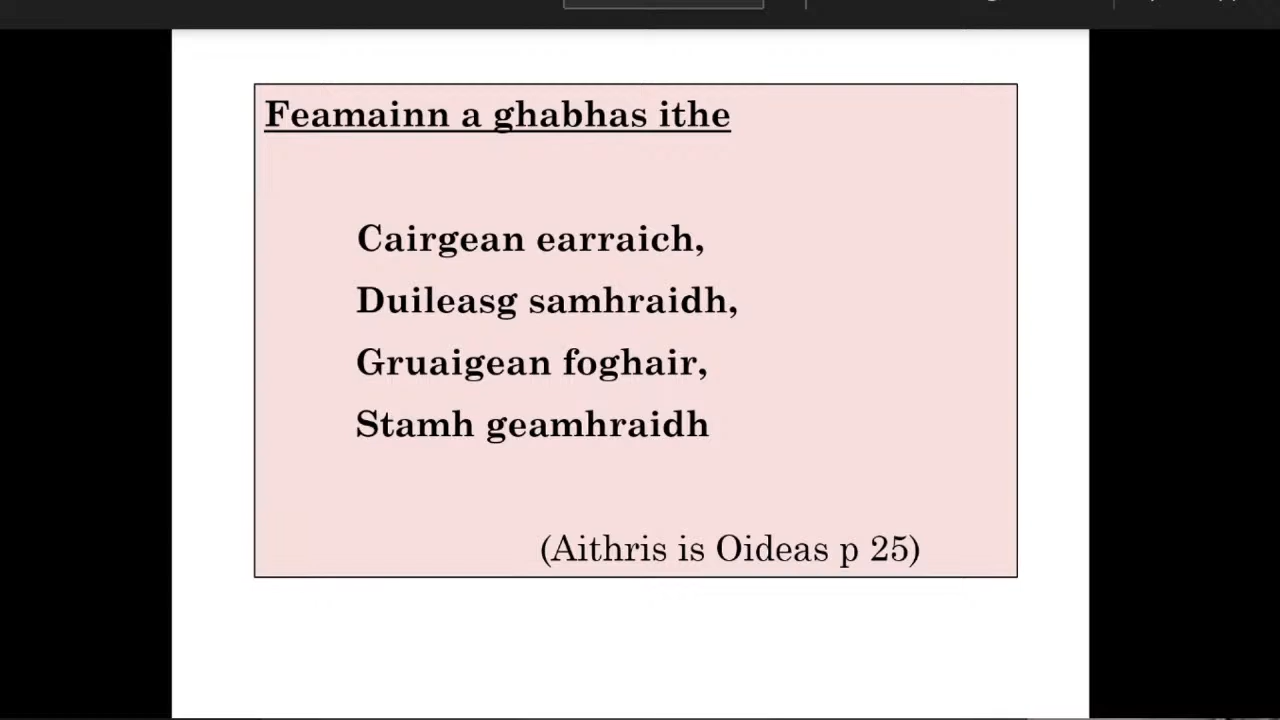 Feamainn a ghabhas ithe
Cairgean earraich,
Duileasg samhraidh,
Gruaigean foghair,
Stamh geamhraidh
(Aithris is Oideas p 25)